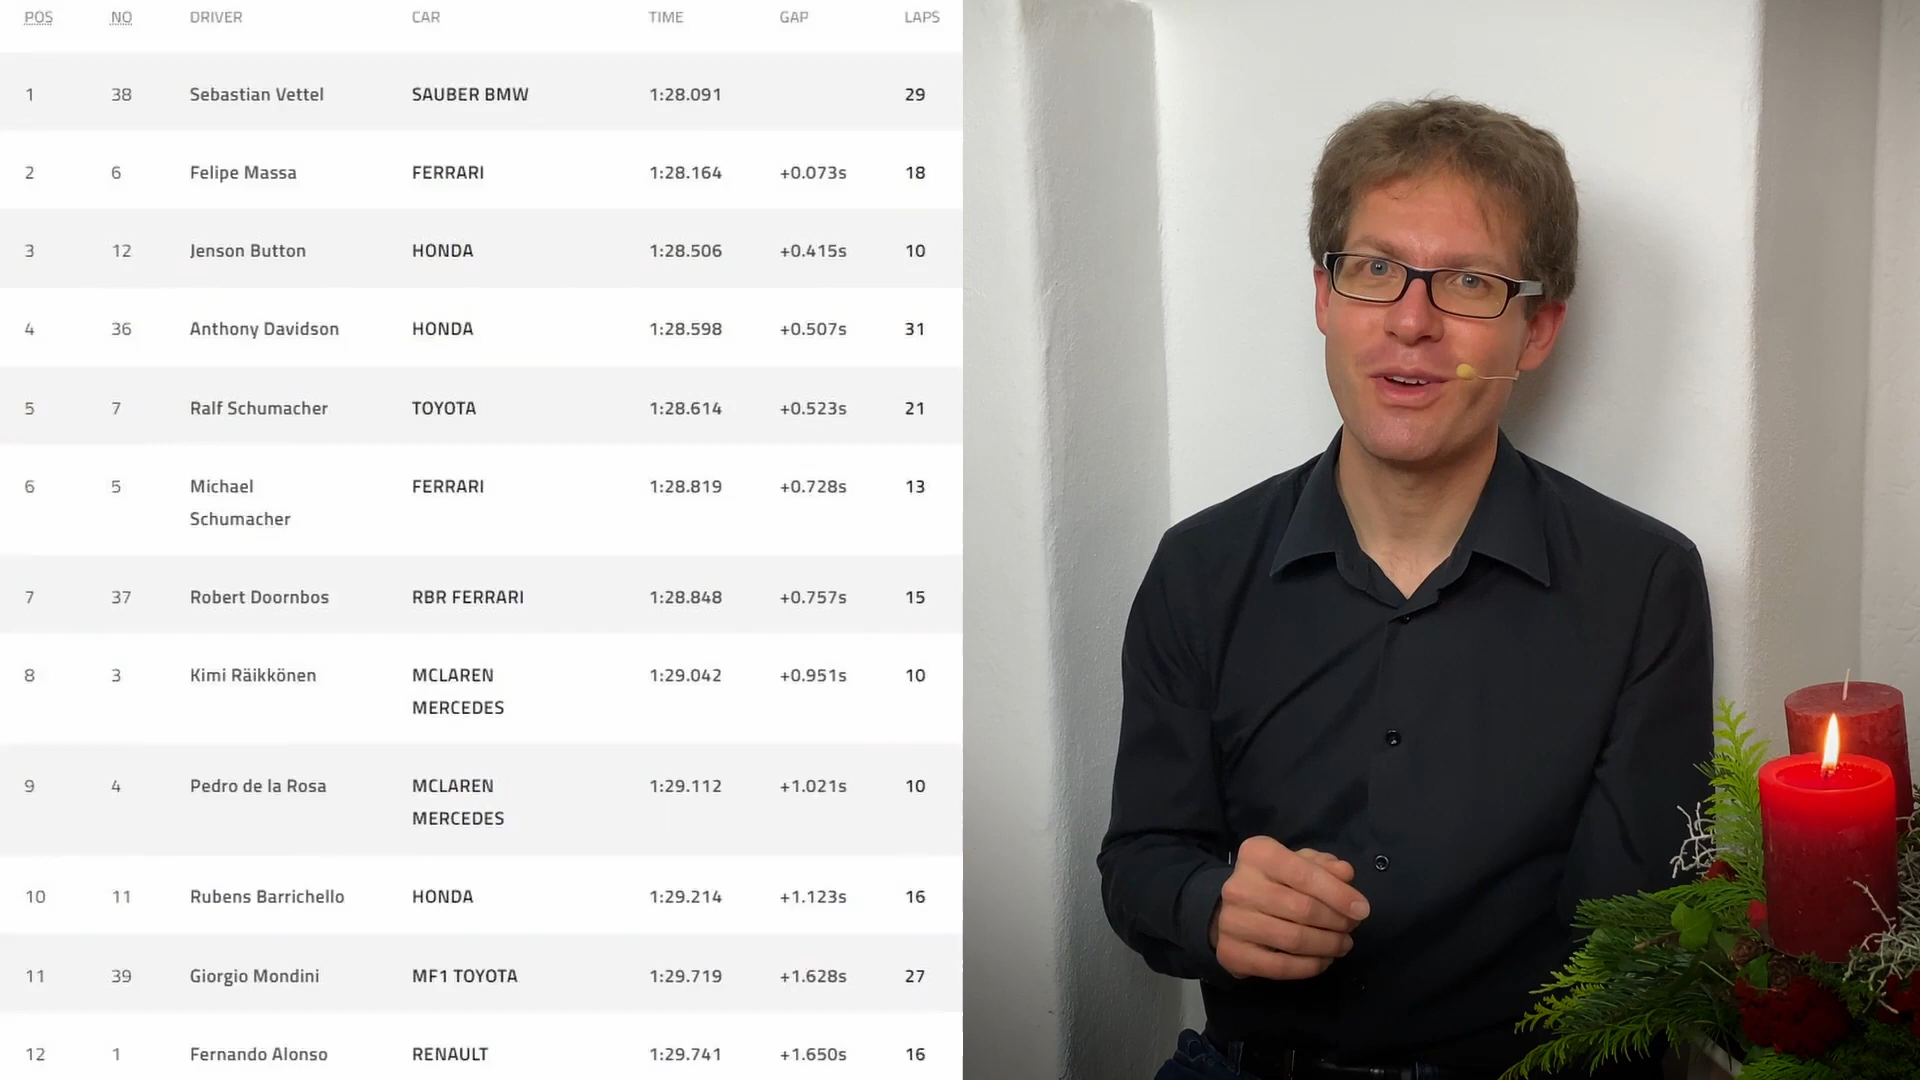 POS NO DRIVER CAR TIME GAP LAPS
1 38 Sebastian Vettel SAUBER BMW 1:28.091 29
2 6 Felipe Massa FERRARI 1:28.164 +0.073s 18
3 12 Jenson Button HONDA 1:28.506 +0.415s 10
4 36 Anthony Davidson HONDA 1:28.598 +0.507s 31
5 7 Ralf Schumacher TOYOTA 1:28.614 +0.523s 21
6 5 Michael FERRARI 1:28.819 +0.728s 13
Schumacher
7 37 Robert Doornbos RBR FERRARI 1:28.848 +0.757s 15
8 3 Kimi Räikkönen MCLAREN 1:29.042 +0.951s 10
MERCEDES
9 4 Pedro de la Rosa MCLAREN 1:29.112 +1.021s 10
MERCEDES
10 11 Rubens Barrichello HONDA 1:29.214 +1.123s 16
11 39 Giorgio Mondini MF1 TOYOTA 1:29.719 +1.628s 27
12 1 Fernando Alonso RENAULT 1:29.741 +1.650s 16